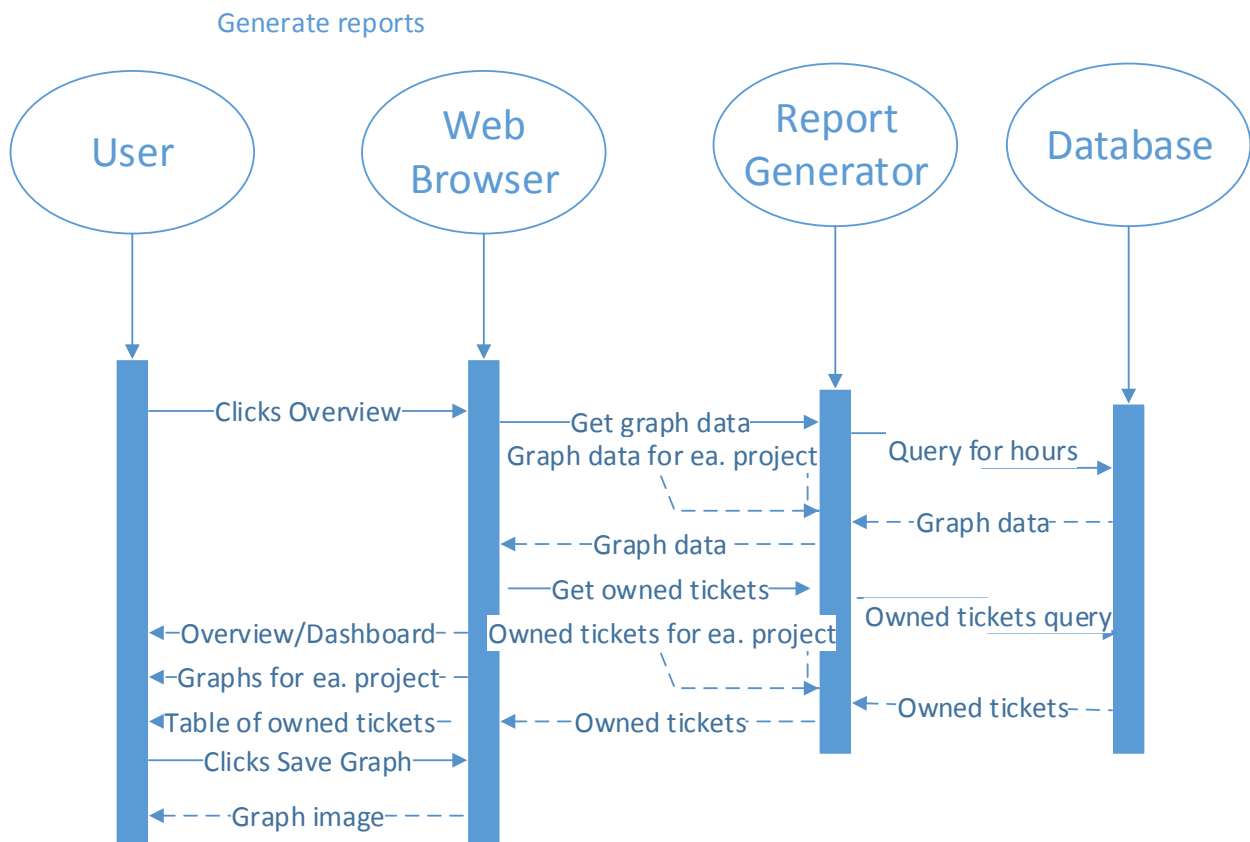 Generate reports
User
Web
Browser
Report
Generator
Database
Clicks Overview
Get graph data
Query for hours
Graph data for ea. project
Graph data
Graph data
Get owned tickets
Owned tickets query
Overview/Dashboard
Owned tickets for ea. project
Graphs for ea. project
Owned tickets
Table of owned tickets
Owned tickets
Clicks Save Graph
Graph image